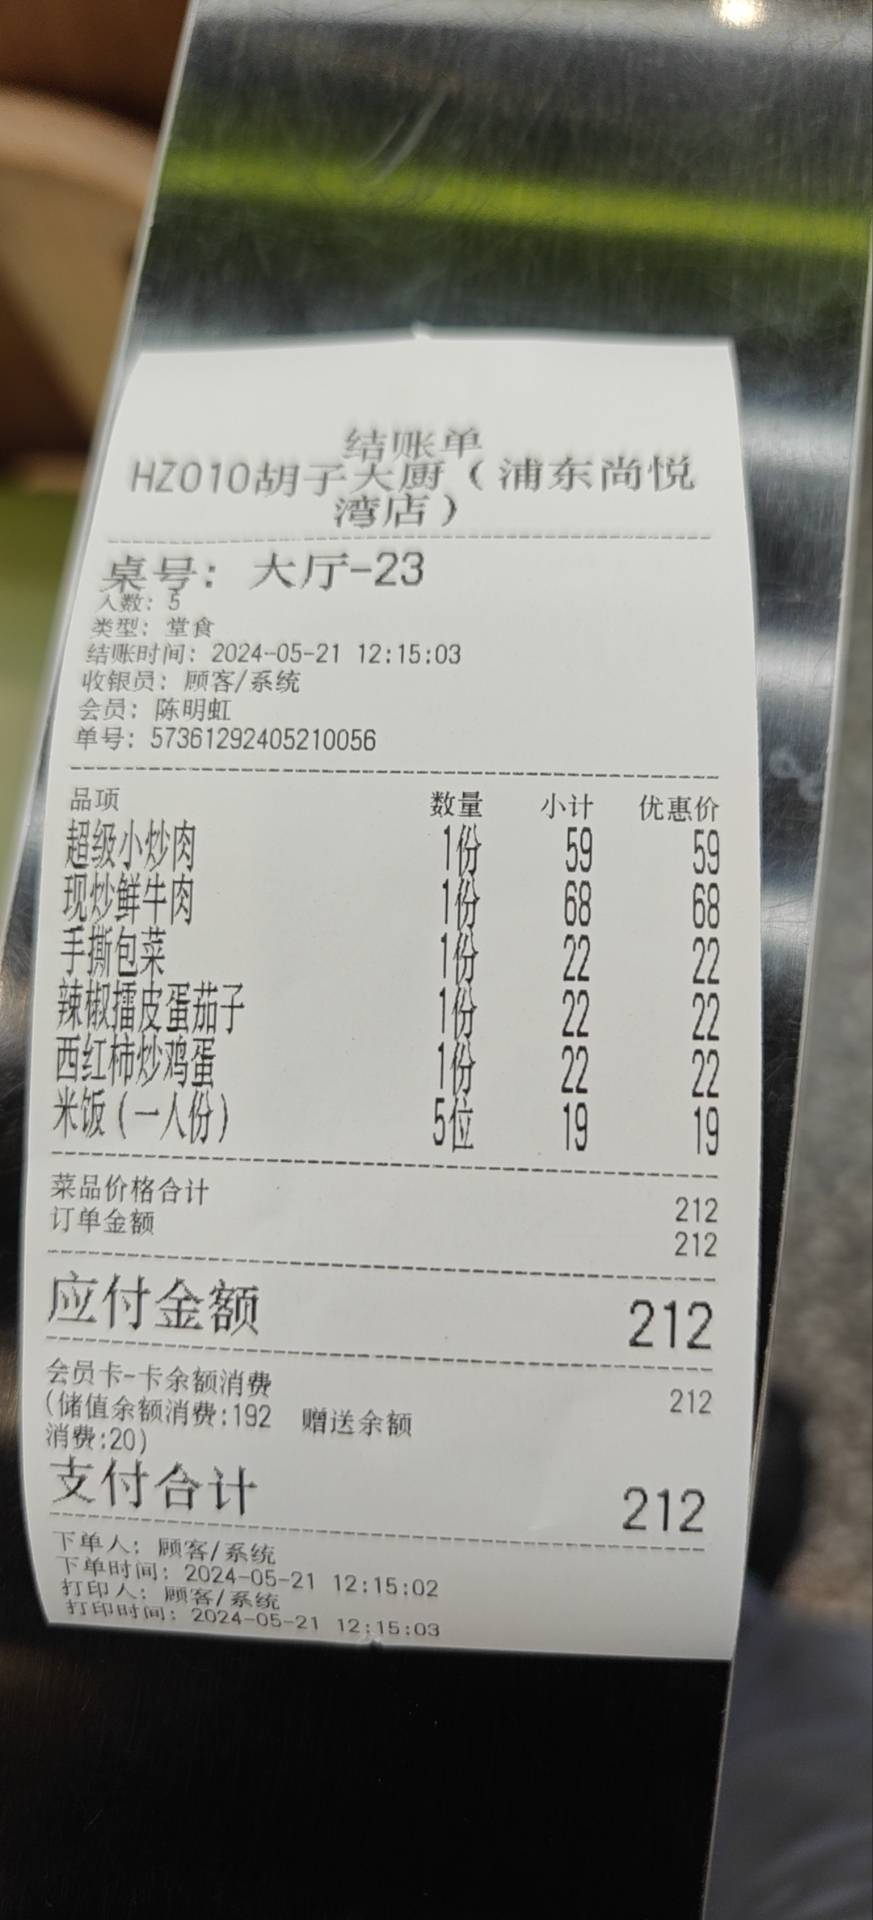 结账单
HZ010胡子大厨（浦东尚悦
湾店）
桌号：大厅-23
人数：5
类型：堂食
结账时间：2024-05-21 12:15:03
收银员：顾客/系统
会员：陈明虹
单号：57361292405210056
品项 数量 小计 优惠价
超级小炒肉 1份 59 59
现炒鲜牛肉 1份 68 68
手撕包菜 1份 22 22
辣椒擂皮蛋茄子 1份 22 22
西红柿炒鸡蛋 1份 22 22
米饭（一人份） 5位 19 19
菜品价格合计 212
订单金额 212
应付金额 212
会员卡-卡余额消费 212
(储值余额消费:192 赠送余额
消费:20)
支付合计 212
下单人：顾客/系统
下单时间：2024-05-21 12:15:02
打印人：顾客/系统
打印时间：2024-05-21 12:15:03